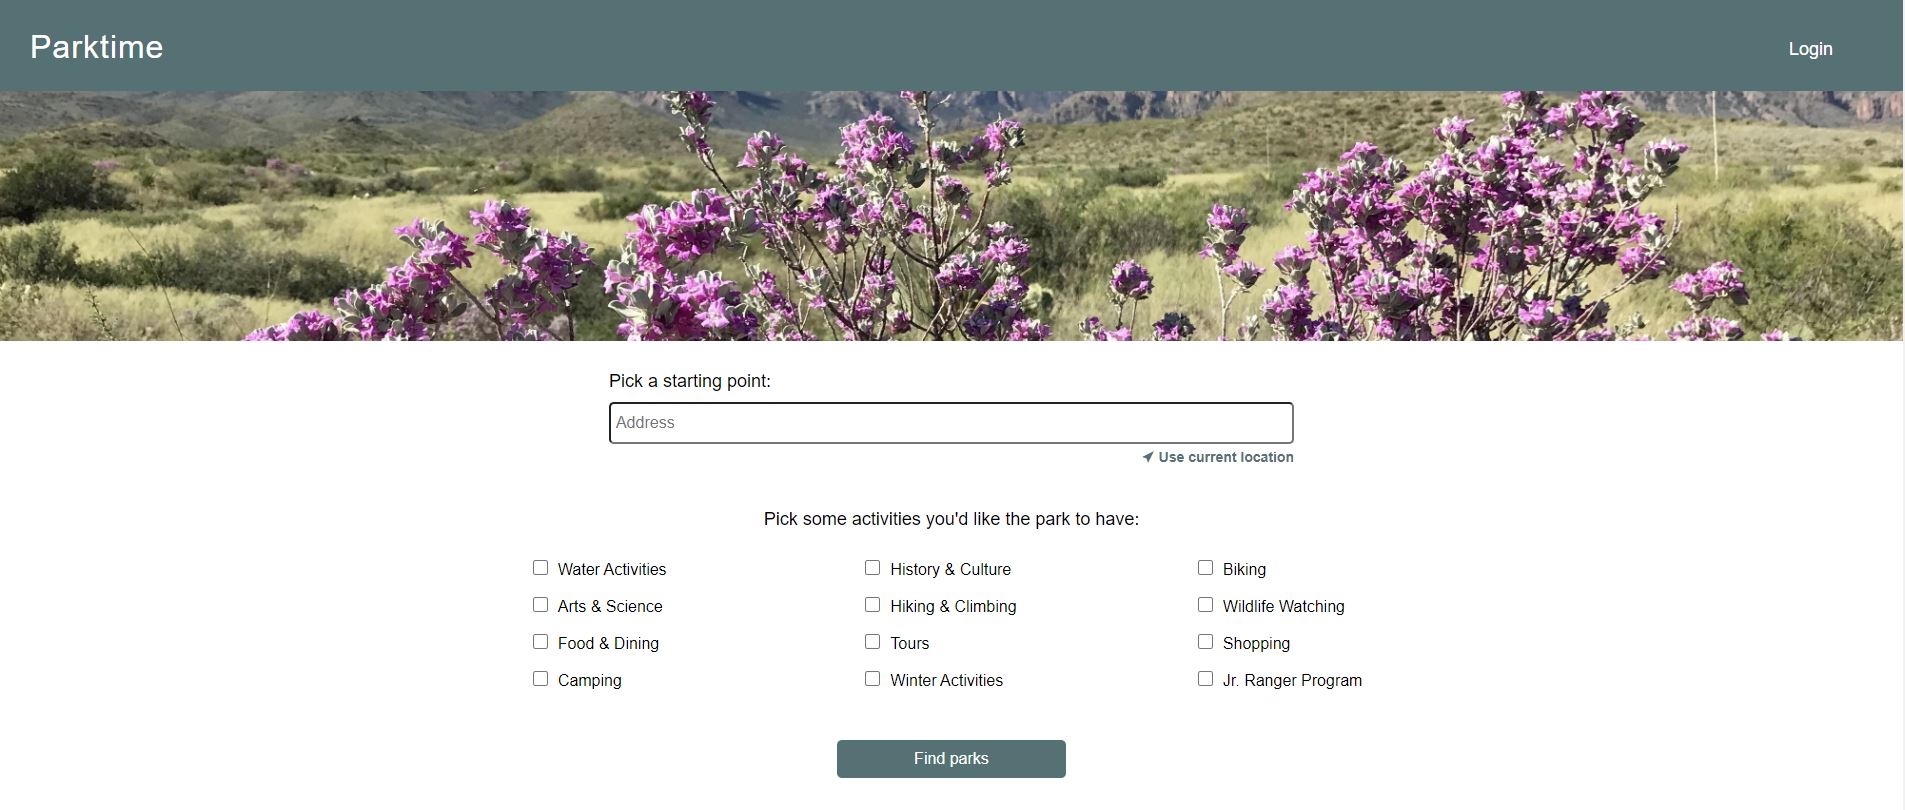 Parktime
Login
Pick a starting point:
Address
Use current location
Pick some activities you'd like the park to have:
Water Activities
History & Culture
Biking
Arts & Science
Hiking & Climbing
Wildlife Watching
Food & Dining
Tours
Shopping
Camping
Winter Activities
Jr. Ranger Program
Find parks